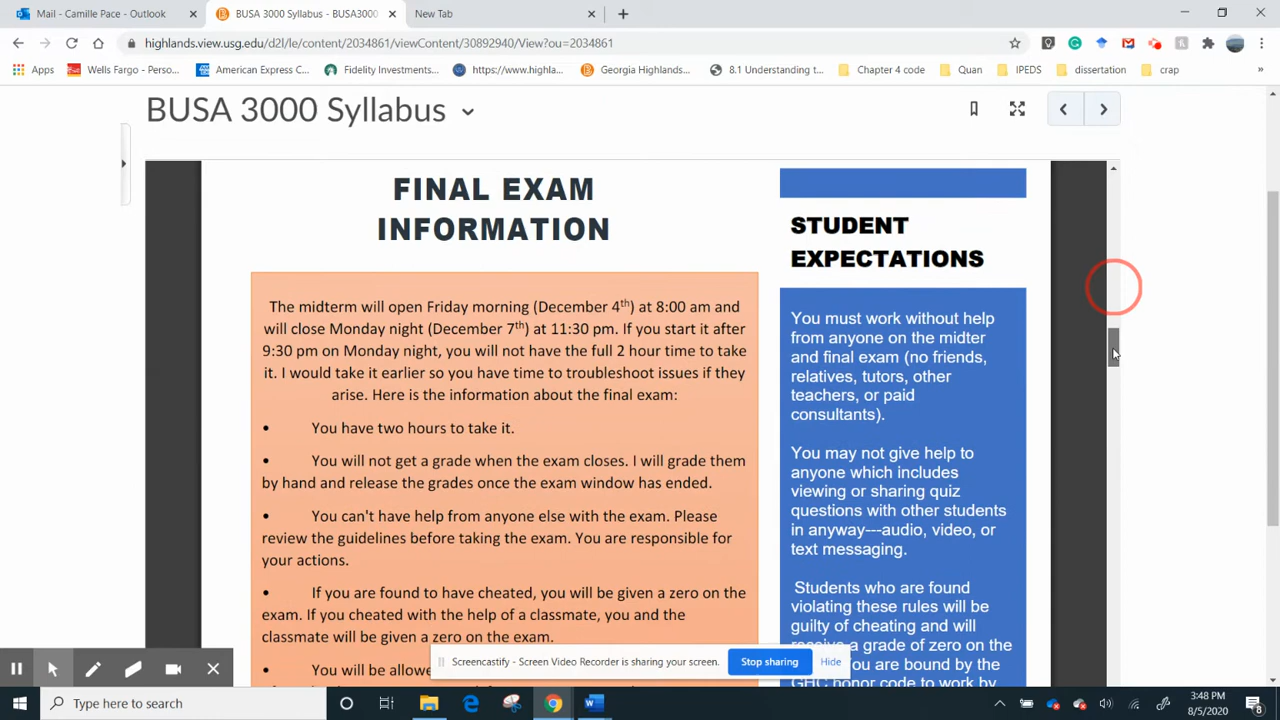 Mail - Camille Pace - Outlook
BUSA 3000 Syllabus - BUSA3000
New Tab
highlands.view.usg.edu/d2l/le/content/2034861/viewContent/30892940/View?ou=2034861
Apps
Wells Fargo - Perso...
American Express C...
Fidelity Investments...
https://www.highla...
Georgia Highlands...
8.1 Understanding t...
Chapter 4 code
Quan
IPEDS
dissertation
crap
»
BUSA 3000 Syllabus
FINAL EXAM
INFORMATION
The midterm will open Friday morning (December 4th) at 8:00 am and
will close Monday night (December 7th) at 11:30 pm. If you start it after
9:30 pm on Monday night, you will not have the full 2 hour time to take
it. I would take it earlier so you have time to troubleshoot issues if they
arise. Here is the information about the final exam:
• You have two hours to take it.
• You will not get a grade when the exam closes. I will grade them
by hand and release the grades once the exam window has ended.
• You can't have help from anyone else with the exam. Please
review the guidelines before taking the exam. You are responsible for
your actions.
• If you are found to have cheated, you will be given a zero on the
exam. If you cheated with the help of a classmate, you and the
classmate will be given a zero on the exam.
• You will be allowe
STUDENT
EXPECTATIONS
You must work without help
from anyone on the midter
and final exam (no friends,
relatives, tutors, other
teachers, or paid
consultants).
You may not give help to
anyone which includes
viewing or sharing quiz
questions with other students
in anyway---audio, video, or
text messaging.
Students who are found
violating these rules will be
guilty of cheating and will
a grade of zero on the
You are bound by the
GHC honor code to work by
Screencastify - Screen Video Recorder is sharing your screen.
Stop sharing
Hide
Type here to search
3:48 PM
8/5/2020
8